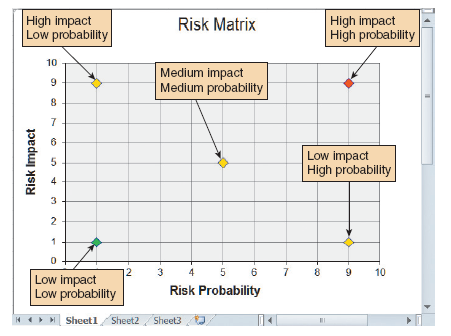 High impact
Low probability
Risk Matrix
High impact
High probability
Medium impact
Medium probability
Low impact
High probability
Low impact
Low probability
Risk Impact
10
9
8
7
6
5
4
3
2
1
0
2 3 4 5 6 7 8 9 10
Risk Probability
Sheet1 Sheet2 Sheet3